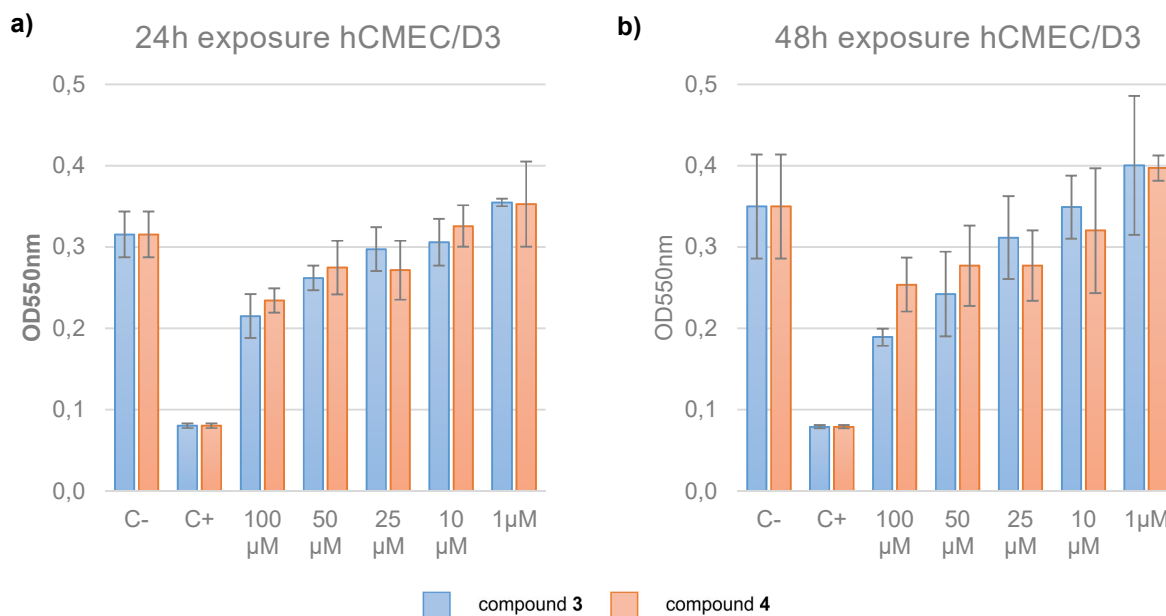 a)
24h exposure hCMEC/D3
OD550nm
0,5
0,4
0,3
0,2
0,1
0,0
C-
C+
100
µM
50
µM
25
µM
10
µM
1µM
b)
48h exposure hCMEC/D3
OD550nm
0,5
0,4
0,3
0,2
0,1
0,0
C-
C+
100
µM
50
µM
25
µM
10
µM
1µM
compound 3
compound 4